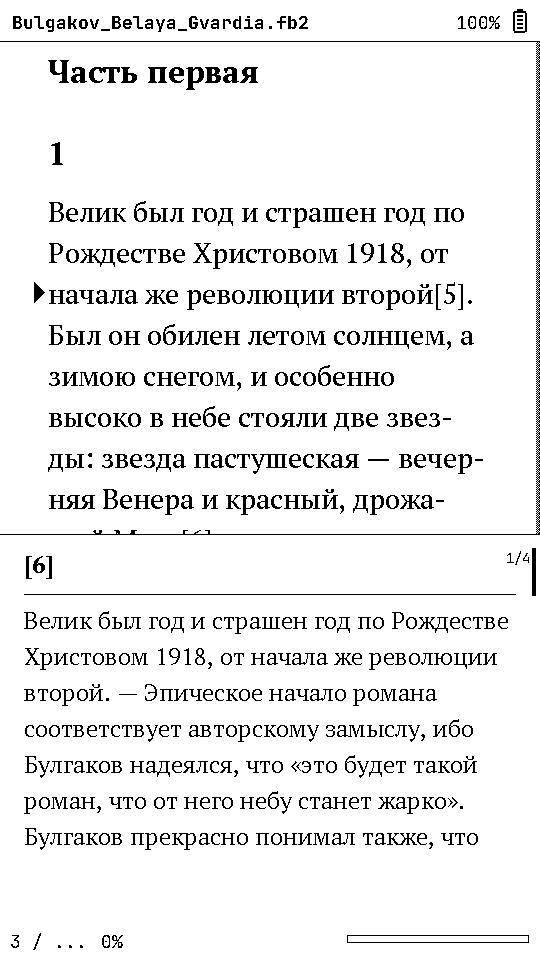 Bulgakov_Belaya_Gvardia.fb2 100%
Часть первая
1
Велик был год и страшен год по
Рождестве Христовом 1918, от
начала же революции второй[5].
Был он обилен летом солнцем, а
зимою снегом, и особенно
высоко в небе стояли две звез-
ды: звезда пастушеская — вечер-
няя Венера и красный, дрожа-
[6]
1/4
Велик был год и страшен год по Рождестве
Христовом 1918, от начала же революции
второй. — Эпическое начало романа
соответствует авторскому замыслу, ибо
Булгаков надеялся, что «это будет такой
роман, что от него небу станет жарко».
Булгаков прекрасно понимал также, что
3 / ... 0%